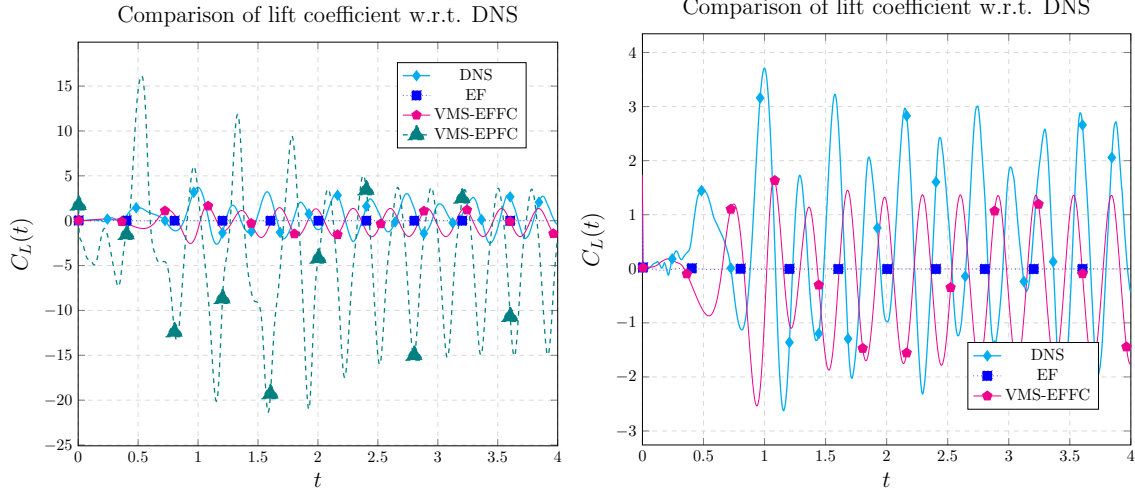 Comparison of lift coefficient w.r.t. DNS
15
10
5
0
−5
−10
−15
−20
−25
C_L(t)
DNS
EF
VMS-EFFC
VMS-EPFC
0 0.5 1 1.5 2 2.5 3 3.5 4
t
Comparison of lift coefficient w.r.t. DNS
4
3
2
1
0
−1
−2
−3
C_L(t)
DNS
EF
VMS-EFFC
0 0.5 1 1.5 2 2.5 3 3.5 4
t